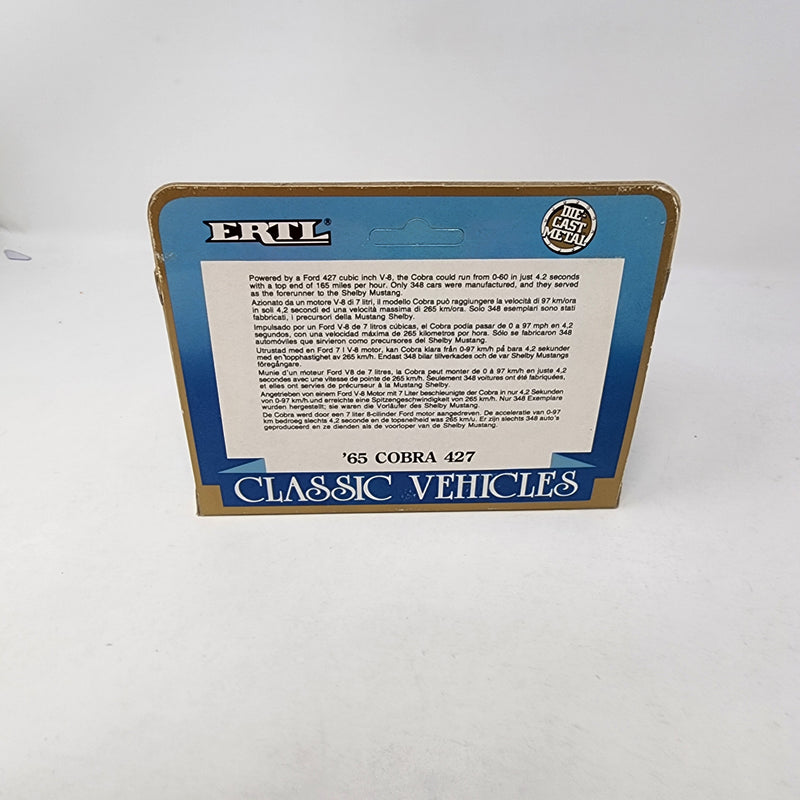 ERTL®
DIE-
CAST
METAL
Powered by a Ford 427 cubic inch V-8, the Cobra could run from 0-60 in just 4.2 seconds
with a top end of 165 miles per hour. Only 348 cars were manufactured, and they served
as the forerunner to the Shelby Mustang.
Azionato da un motore V-8 di 7 litri, il modelo Cobra può raggiungere la velocità di 97 km/ora
in soli 4,2 secondi ed una velocità massima di 265 km/ora. Solo 348 esemplari sono stati
fabbricati, i precursori della Mustang Shelby.
Impulsado por un Ford V-8 de 7 litros cúbicas, el Cobra podía pasar de 0 a 97 mph en 4,2
segundos, con una velocidad máxima de 265 kilometros por hora. Sólo se fabricaron 348
automóviles que sirvieron como precursores del Shelby Mustang.
Utrustad med en Ford 7 l V-8 motor, kan Cobra klara från 0-97 km/h på bara 4,2 sekunder
med en topphastighet av 265 km/h. Endast 348 bilar tillverkades och de var Shelby Mustangs
föregångare.
Munie d'un moteur Ford V8 de 7 litres, la Cobra peut monter de 0 à 97 km/h en juste 4,2
secondes avec une vitesse de pointe de 265 km/h. Seulement 348 voitures ont été fabriquées,
et elles ont servies de précurseur à la Mustang Shelby.
Angetrieben von einem Ford V-8 Motor mit 7 Liter beschleunigte der Cobra in nur 4,2 Sekunden
von 0-97 km/h und erreichte eine Spitzengeschwindigkeit von 265 km/h. Nur 348 Exemplare
wurden hergestellt; sie waren die Vorläufer des Shelby Mustang.
De Cobra werd door een 7 liter 8-cilinder Ford motor aangedreven. De acceleratie van 0-97
km bedroeg slechts 4,2 seconde en de topsnelheid was 265 km/u. Er zijn slechts 348 auto's
geproduceerd en ze dienden als de voorloper van de Shelby Mustang.
'65 COBRA 427
CLASSIC VEHICLES